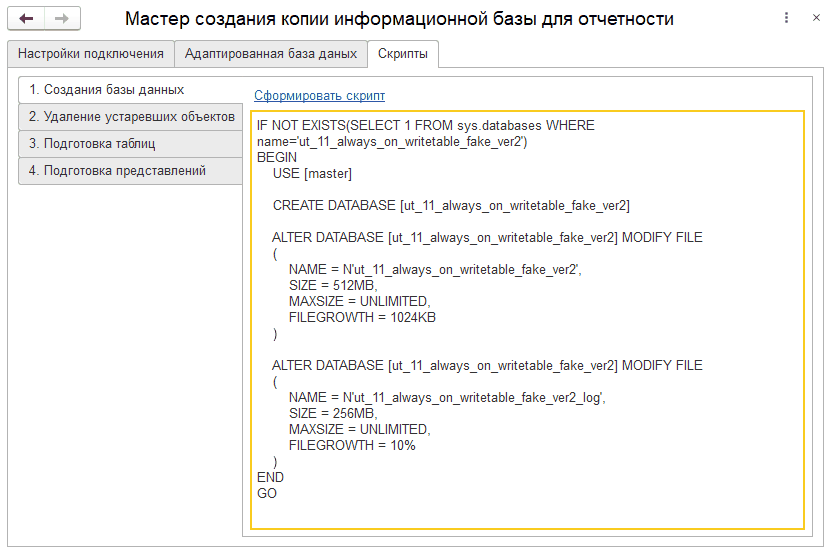 Мастер создания копии информационной базы для отчетности
Настройки подключения
Адаптированная база даных
Скрипты
1. Создания базы данных
2. Удаление устаревших объектов
3. Подготовка таблиц
4. Подготовка представлений
Сформировать скрипт
IF NOT EXISTS(SELECT 1 FROM sys.databases WHERE
name='ut_11_always_on_writetable_fake_ver2')
BEGIN
USE [master]
CREATE DATABASE [ut_11_always_on_writetable_fake_ver2]
ALTER DATABASE [ut_11_always_on_writetable_fake_ver2] MODIFY FILE
(
NAME = N'ut_11_always_on_writetable_fake_ver2',
SIZE = 512MB,
MAXSIZE = UNLIMITED,
FILEGROWTH = 1024KB
)
ALTER DATABASE [ut_11_always_on_writetable_fake_ver2] MODIFY FILE
(
NAME = N'ut_11_always_on_writetable_fake_ver2_log',
SIZE = 256MB,
MAXSIZE = UNLIMITED,
FILEGROWTH = 10%
)
END
GO